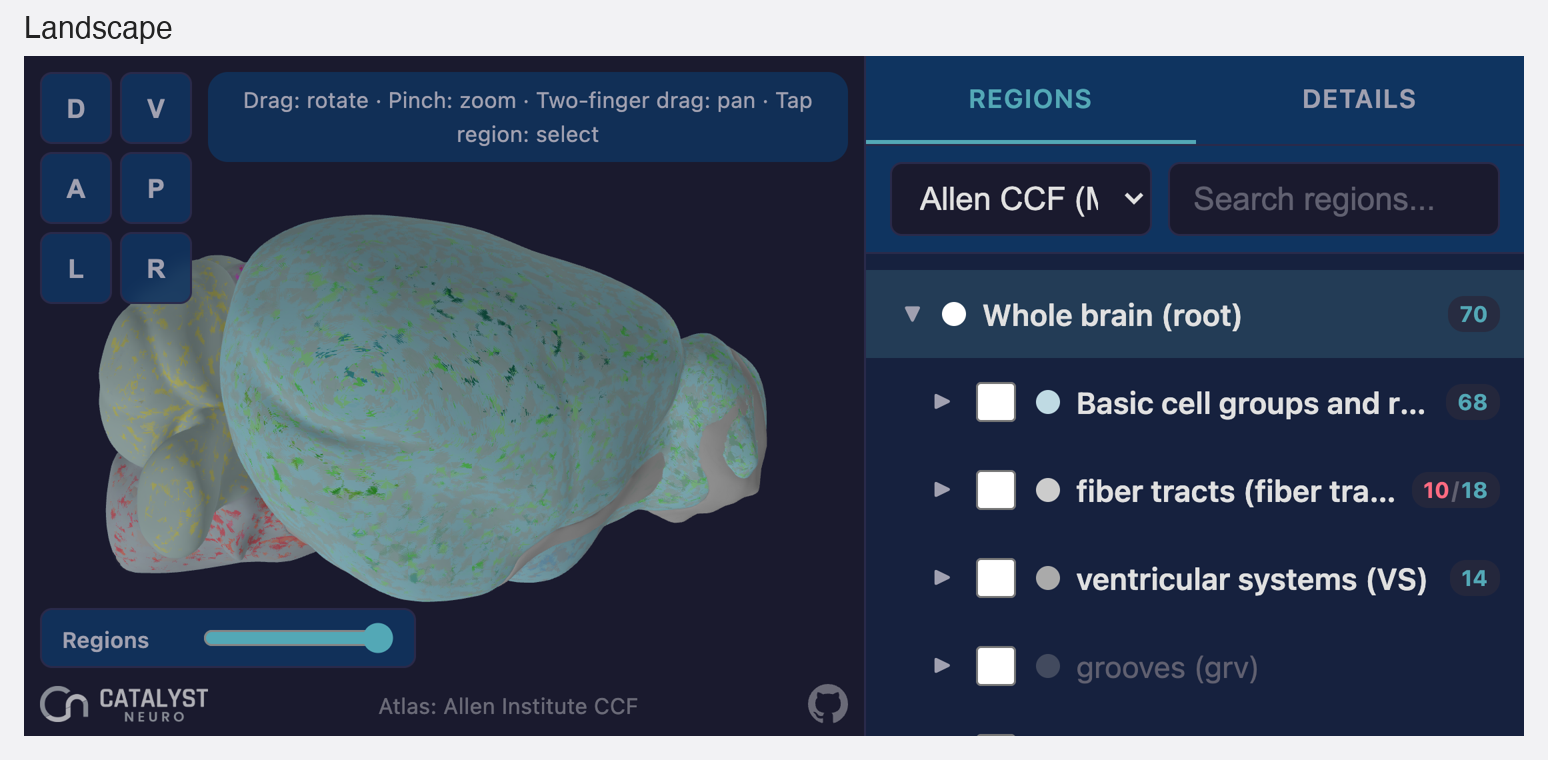 Landscape
D V
A P
L R
Drag: rotate · Pinch: zoom · Two-finger drag: pan · Tap
region: select
Regions
CATALYST
NEURO
Atlas: Allen Institute CCF
REGIONS DETAILS
Allen CCF (M
Search regions...
Whole brain (root) 70
Basic cell groups and r... 68
fiber tracts (fiber tra... 10/18
ventricular systems (VS) 14
grooves (grv)